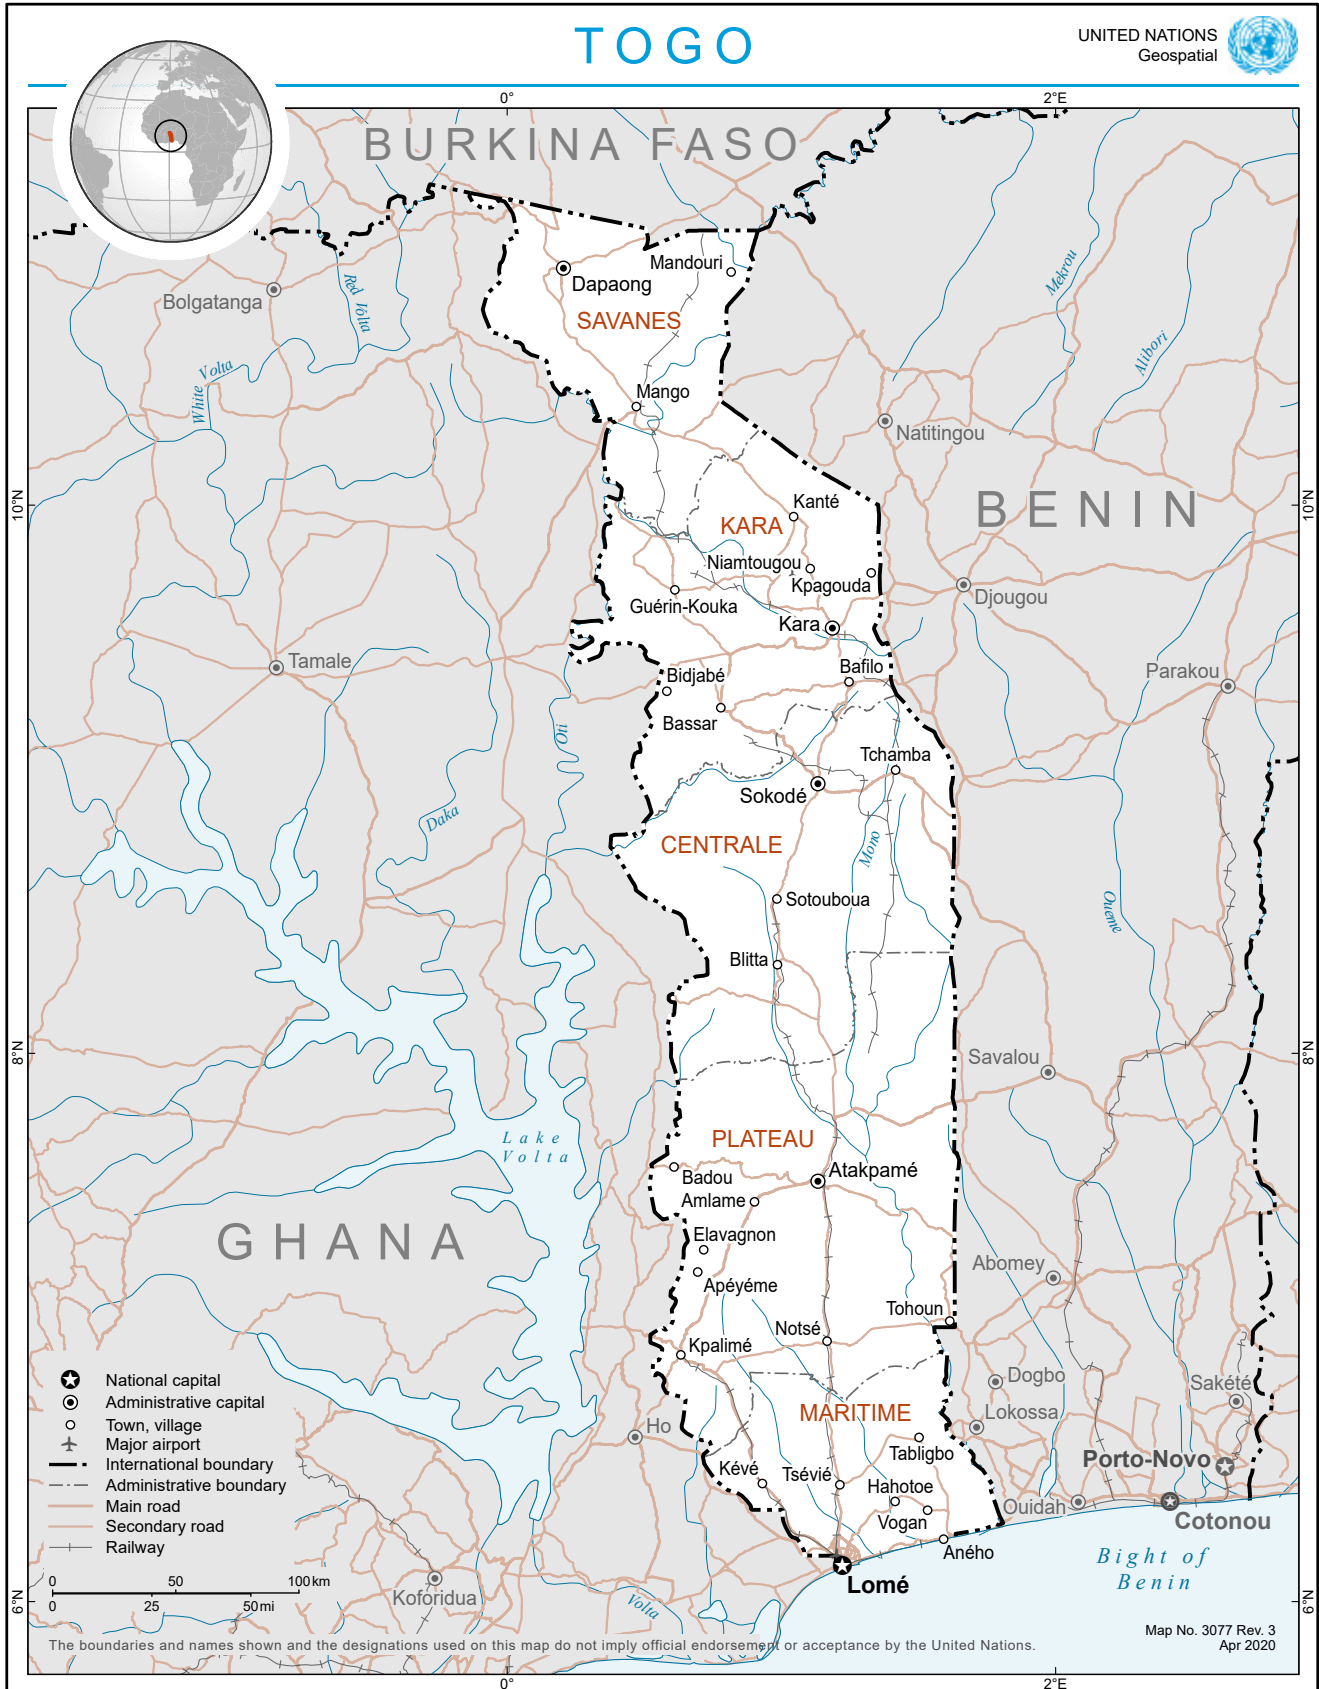 TOGO
UNITED NATIONS
Geospatial
0°
2°E
BURKINA FASO
Mandouri
Dapaong
Bolgatanga
Red Volta
SAVANES
Mekrou
Alibori
White Volta
Mango
Natitingou
10°N
10°N
Kanté
BENIN
KARA
Niamtougou
Kpagouda
Guérin-Kouka
Djougou
Kara
Tamale
Bafilo
Bidjabé
Parakou
Bassar
Oti
Tchamba
Sokodé
Daka
CENTRALE
Mono
Sotouboua
Oueme
Blitta
8°N
8°N
Savalou
Lake
Volta
PLATEAU
Atakpamé
Badou
Amlame
GHANA
Elavagnon
Abomey
Apéyéme
Tohoun
Notsé
Kpalimé
Dogbo
Sakété
National capital
Administrative capital
Town, village
Major airport
International boundary
Administrative boundary
Main road
Secondary road
Railway
MARITIME
Lokossa
Ho
Tabligbo
Porto-Novo
Kévé
Tsévié
Hahotoe
Ouidah
Vogan
Cotonou
Aného
Bight of
Benin
0 50 100 km
0 25 50 mi
Koforidua
Lomé
Volta
6°N
6°N
The boundaries and names shown and the designations used on this map do not imply official endorsement or acceptance by the United Nations.
Map No. 3077 Rev. 3
Apr 2020
0°
2°E